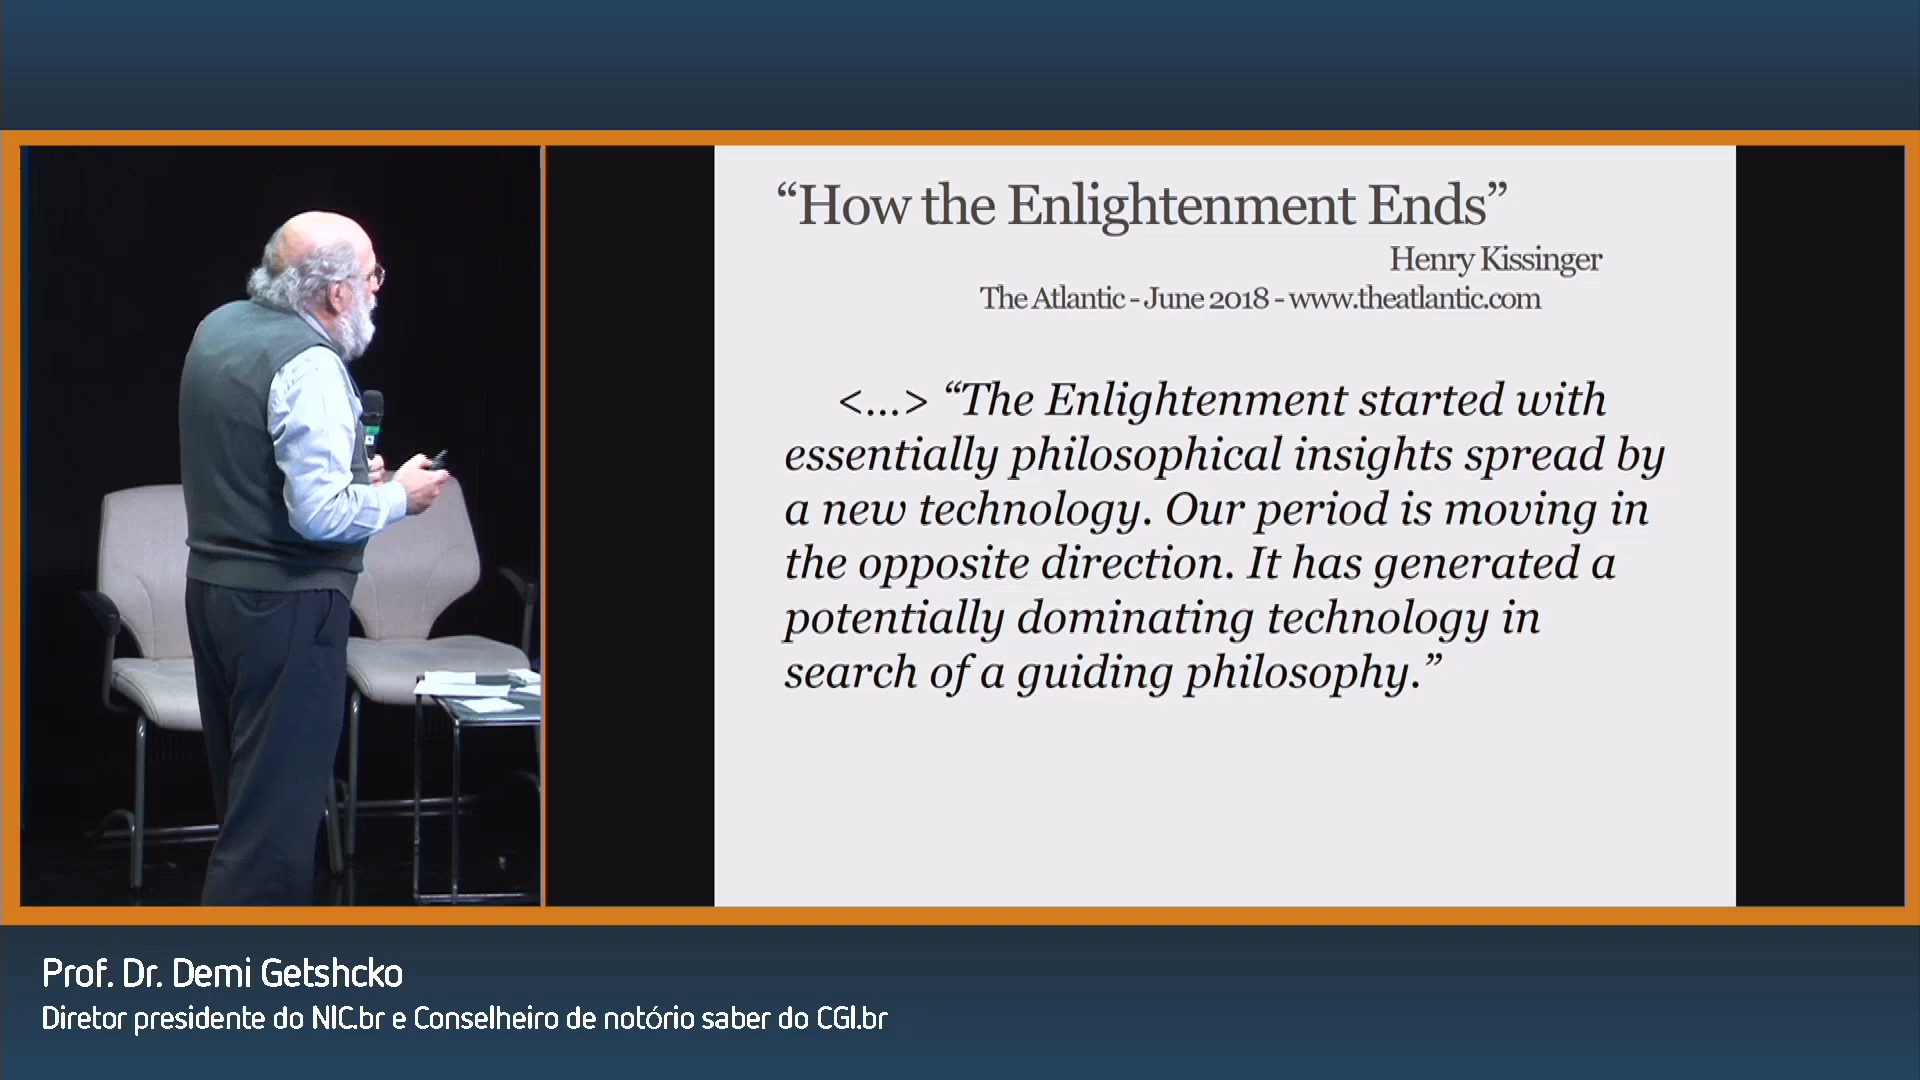 “How the Enlightenment Ends”
Henry Kissinger
The Atlantic - June 2018 - www.theatlantic.com
<...> “The Enlightenment started with
essentially philosophical insights spread by
a new technology. Our period is moving in
the opposite direction. It has generated a
potentially dominating technology in
search of a guiding philosophy.”
Prof. Dr. Demi Getshcko
Diretor presidente do NIC.br e Conselheiro de notório saber do CGI.br